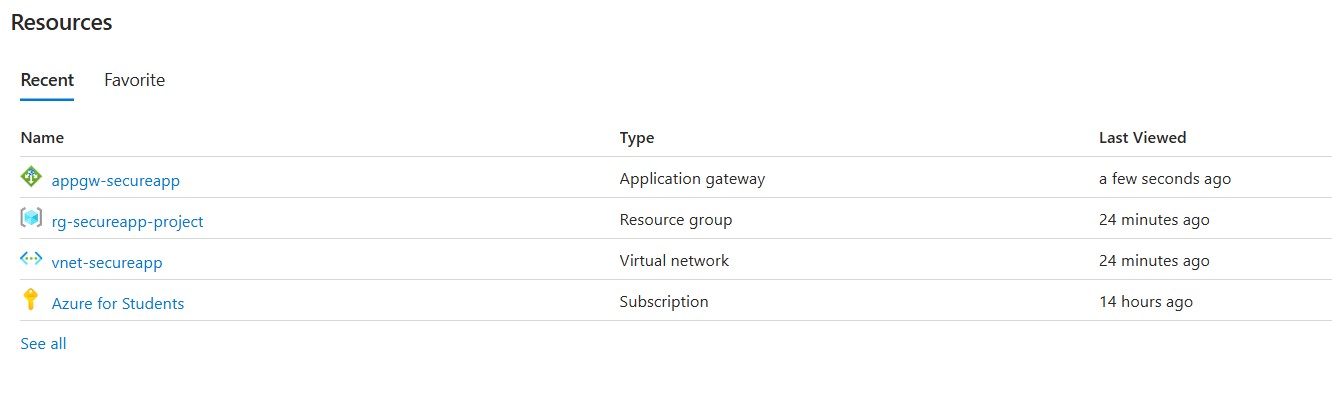 Resources
Recent Favorite
Name Type Last Viewed
appgw-secureapp Application gateway a few seconds ago
rg-secureapp-project Resource group 24 minutes ago
vnet-secureapp Virtual network 24 minutes ago
Azure for Students Subscription 14 hours ago
See all